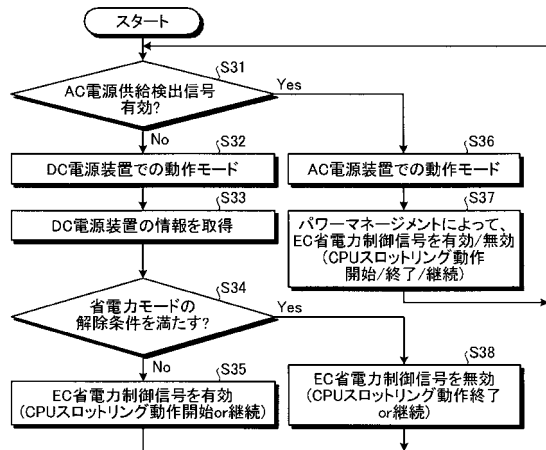 スタート
S31
AC電源供給検出信号
有効?
Yes
No
S32
DC電源装置での動作モード
S36
AC電源装置での動作モード
S33
DC電源装置の情報を取得
S37
パワーマネージメントによって、
EC省電力制御信号を有効/無効
(CPUスロットリング動作
開始/終了/継続)
S34
省電力モードの
解除条件を満たす?
Yes
No
S35
EC省電力制御信号を有効
(CPUスロットリング動作開始or継続)
S38
EC省電力制御信号を無効
(CPUスロットリング動作終了
or継続)